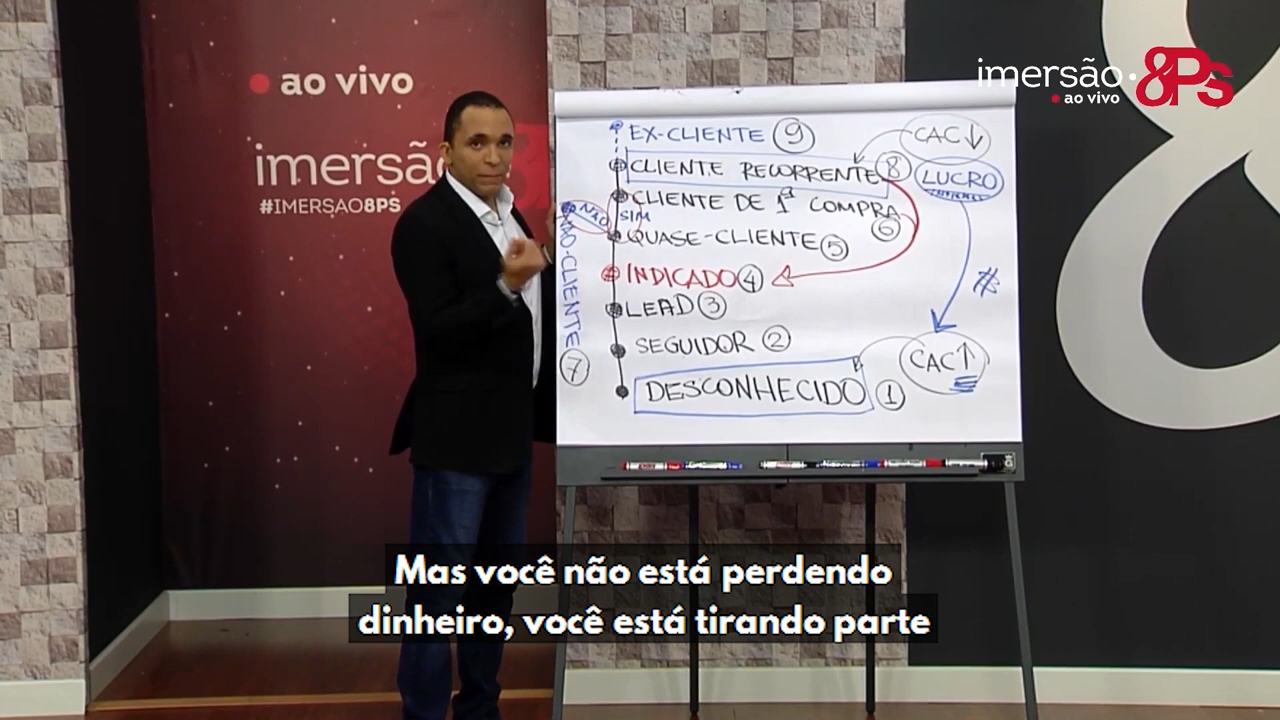 ao vivo
imersão
#IMERSAO8PS
imersão
8Ps
ao vivo
EX-CLIENTE 9
CLIENTE RECORRENTE 8
CLIENTE DE 1ª COMPRA 6
NÃO
SIM
QUASE-CLIENTE 5
INDICADO 4
LEAD 3
SEGUIDOR 2
DESCONHECIDO 1
NÃO-CLIENTE 7
CAC↓
LUCRO
CAC↑
Mas você não está perdendo
dinheiro, você está tirando parte